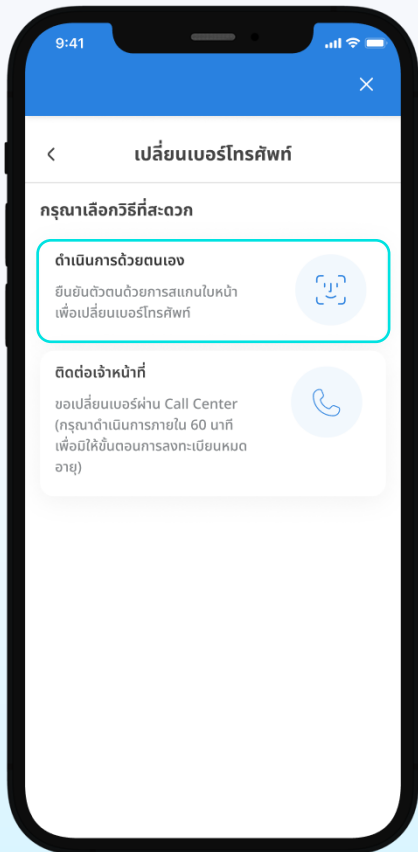 9:41
เปลี่ยนเบอร์โทรศัพท์
กรุณาเลือกวิธีที่สะดวก
ดำเนินการด้วยตนเอง
ยืนยันตัวตนด้วยการสแกนใบหน้า
เพื่อเปลี่ยนเบอร์โทรศัพท์
ติดต่อเจ้าหน้าที่
ขอเปลี่ยนเบอร์ผ่าน Call Center
(กรุณาดำเนินการภายใน 60 นาที
เพื่อมิให้ขั้นตอนการลงทะเบียนหมด
อายุ)